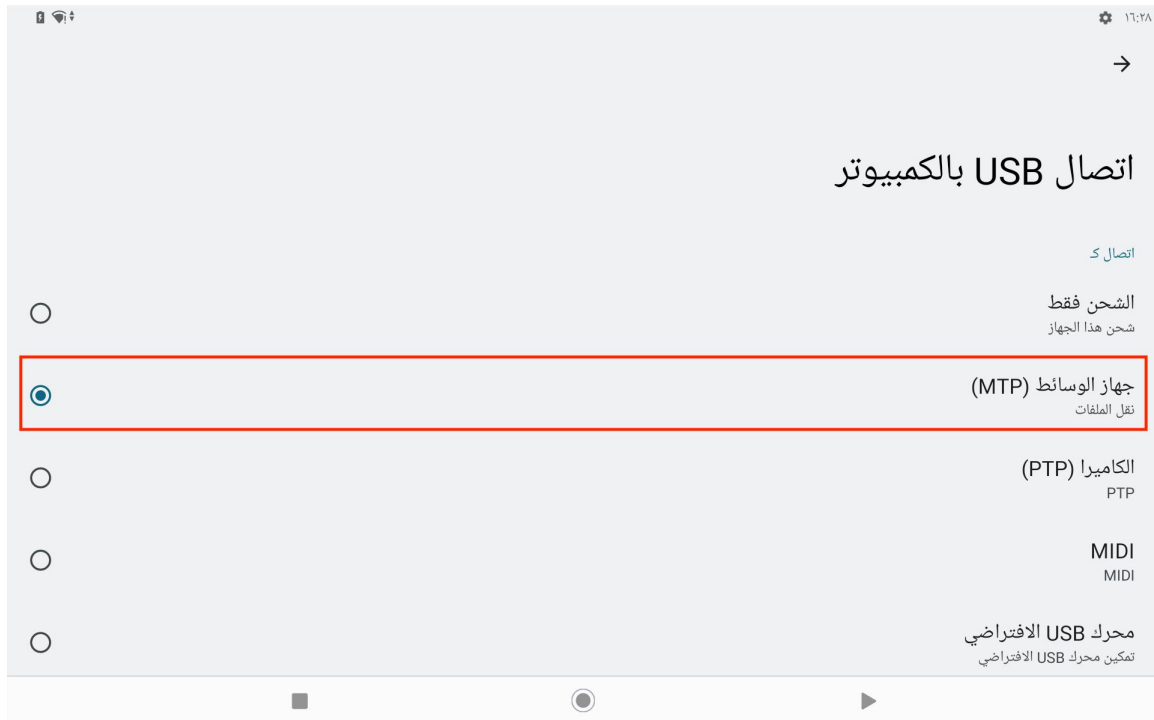 ١٦:٢٨
اتصال USB بالكمبيوتر
اتصال كـ
الشحن فقط
شحن هذا الجهاز
جهاز الوسائط (MTP)
نقل الملفات
الكاميرا (PTP)
PTP
MIDI
MIDI
محرك USB الافتراضي
تمكين محرك USB الافتراضي